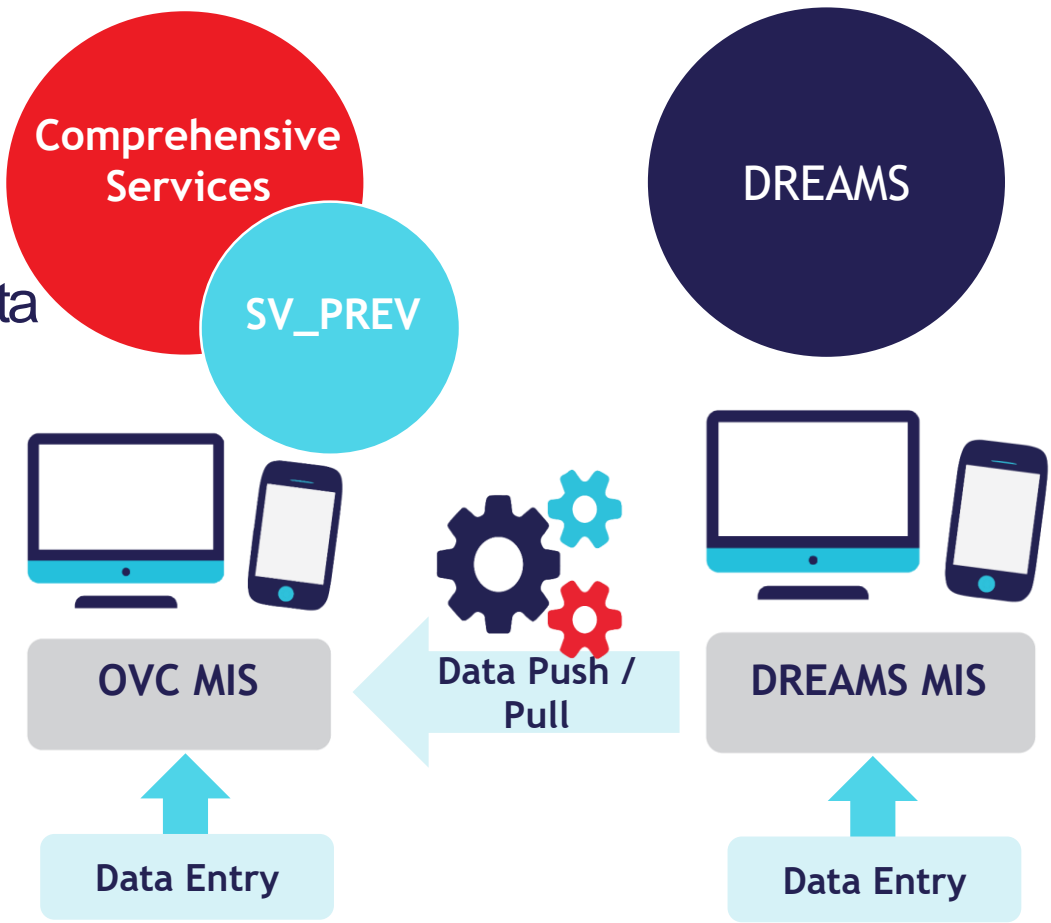 Comprehensive
Services
DREAMS
SV_PREV
OVC MIS
Data Push /
Pull
DREAMS MIS
Data Entry
Data Entry